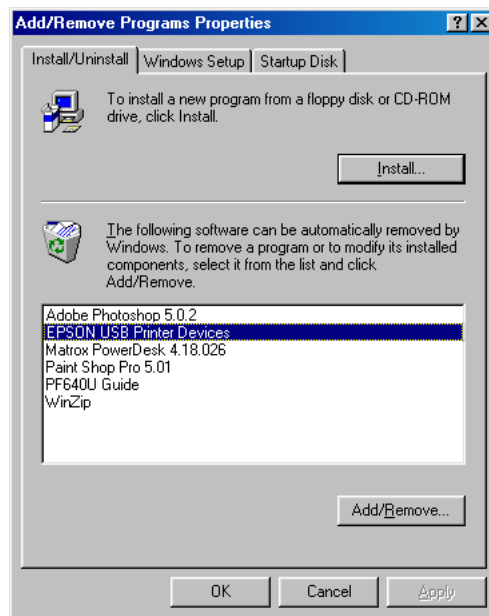 Add/Remove Programs Properties
Install/Uninstall Windows Setup Startup Disk
To install a new program from a floppy disk or CD-ROM
drive, click Install.
Install...
The following software can be automatically removed by
Windows. To remove a program or to modify its installed
components, select it from the list and click
Add/Remove.
Adobe Photoshop 5.0.2
EPSON USB Printer Devices
Matrox PowerDesk 4.18.026
Paint Shop Pro 5.01
PF640U Guide
WinZip
Add/Remove...
OK Cancel Apply